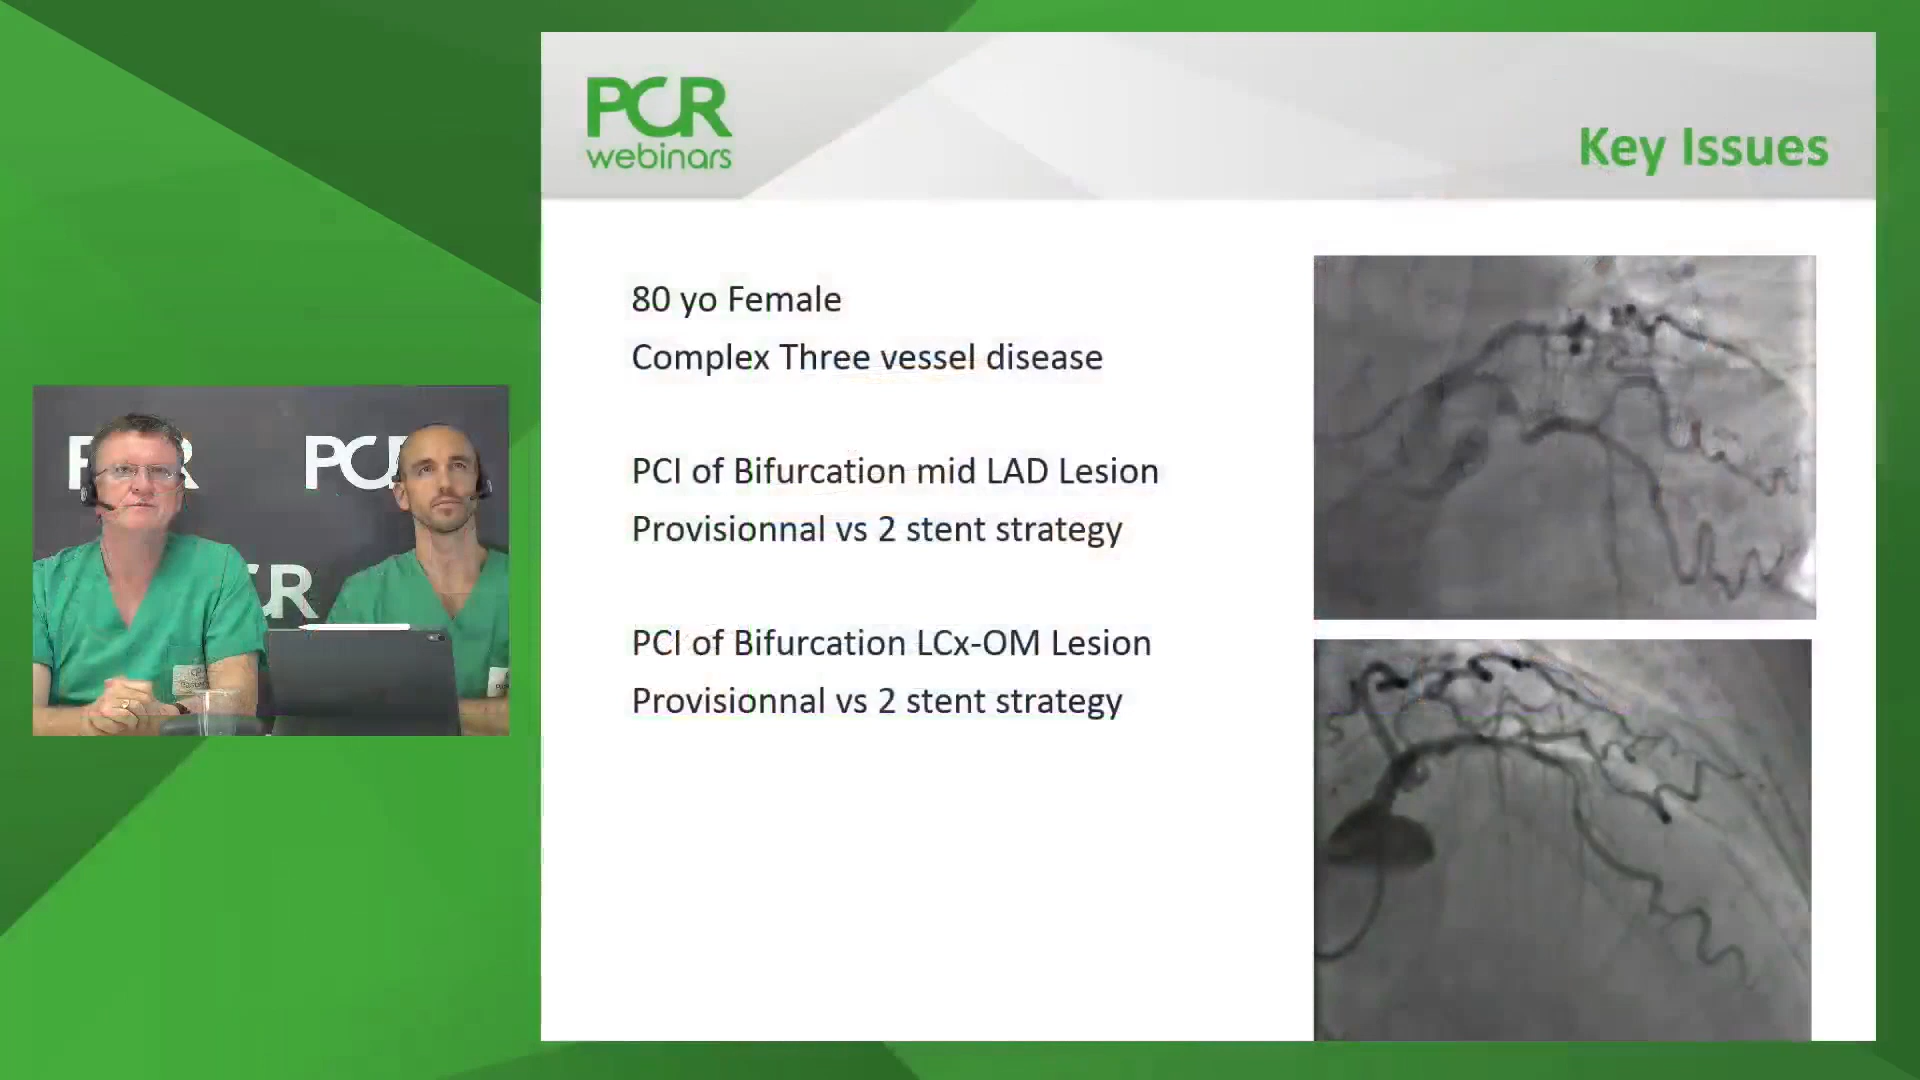 PCR
webinars
Key Issues
80 yo Female
Complex Three vessel disease
PCI of Bifurcation mid LAD Lesion
Provisionnal vs 2 stent strategy
PCI of Bifurcation LCx-OM Lesion
Provisionnal vs 2 stent strategy